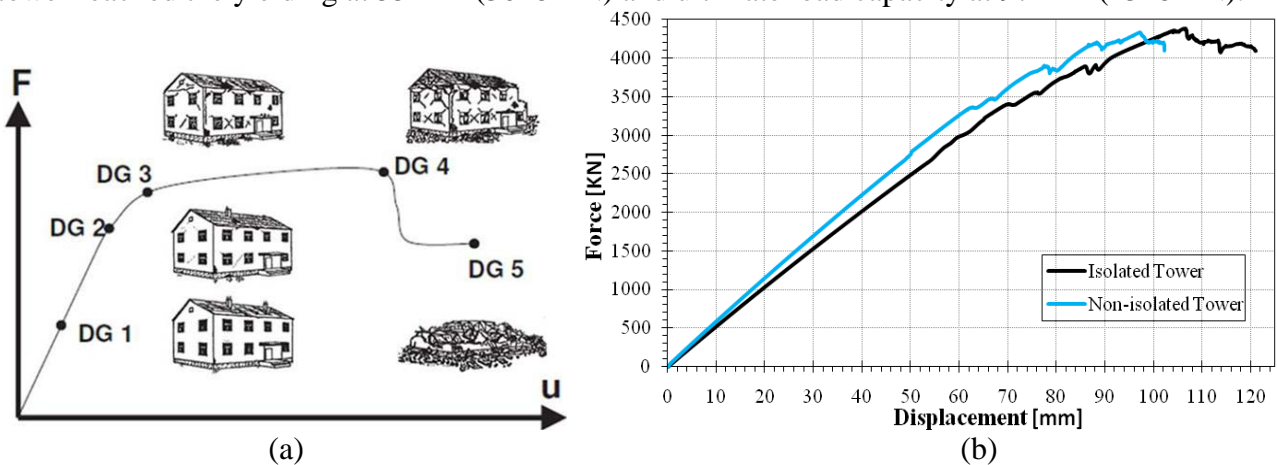 F
DG 3
DG 4
DG 2
DG 5
DG 1
u
(a)
4500
4000
3500
3000
2500
2000
1500
1000
500
0
Force [KN]
Isolated Tower
Non-isolated Tower
0 10 20 30 40 50 60 70 80 90 100 110 120
Displacement [mm]
(b)